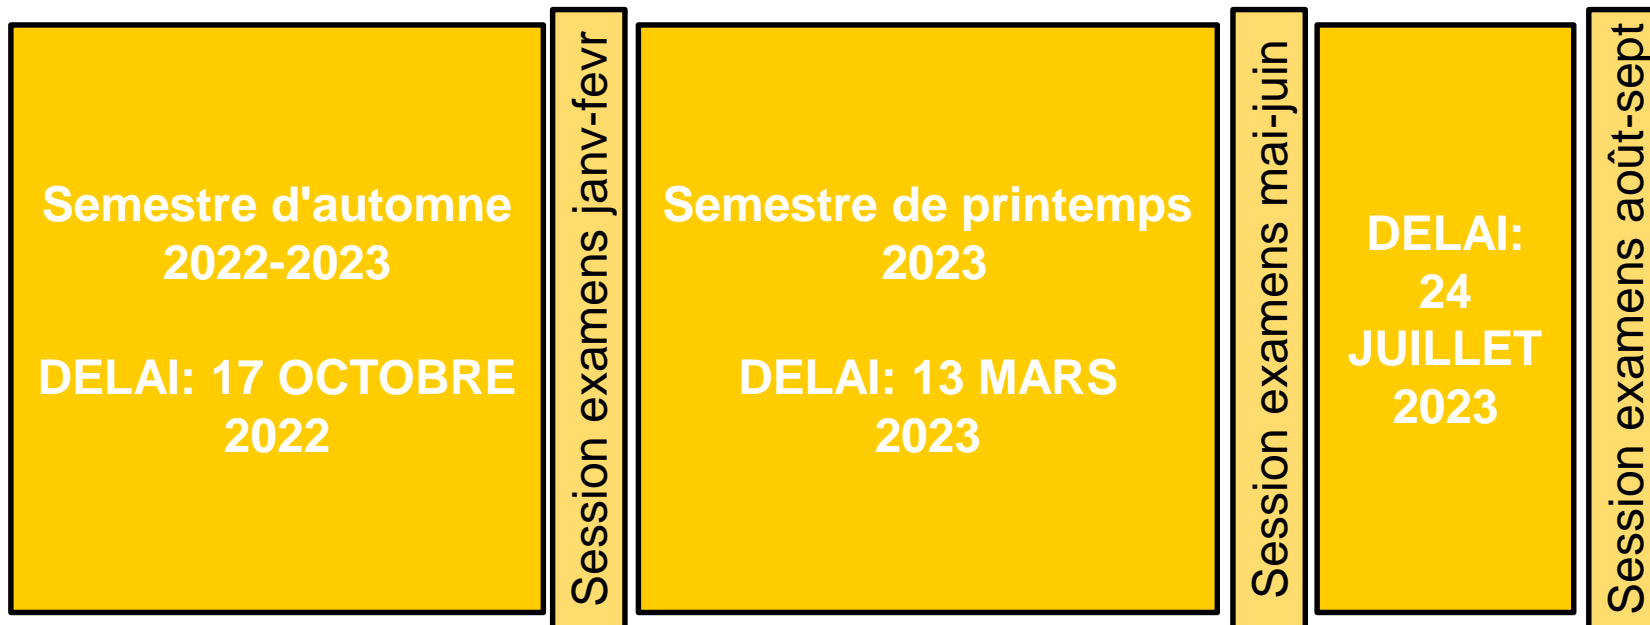 Semestre d'automne
2022-2023
DELAI: 17 OCTOBRE
2022
Session examens janv-fevr
Semestre de printemps
2023
DELAI: 13 MARS
2023
Session examens mai-juin
DELAI:
24
JUILLET
2023
Session examens août-sept